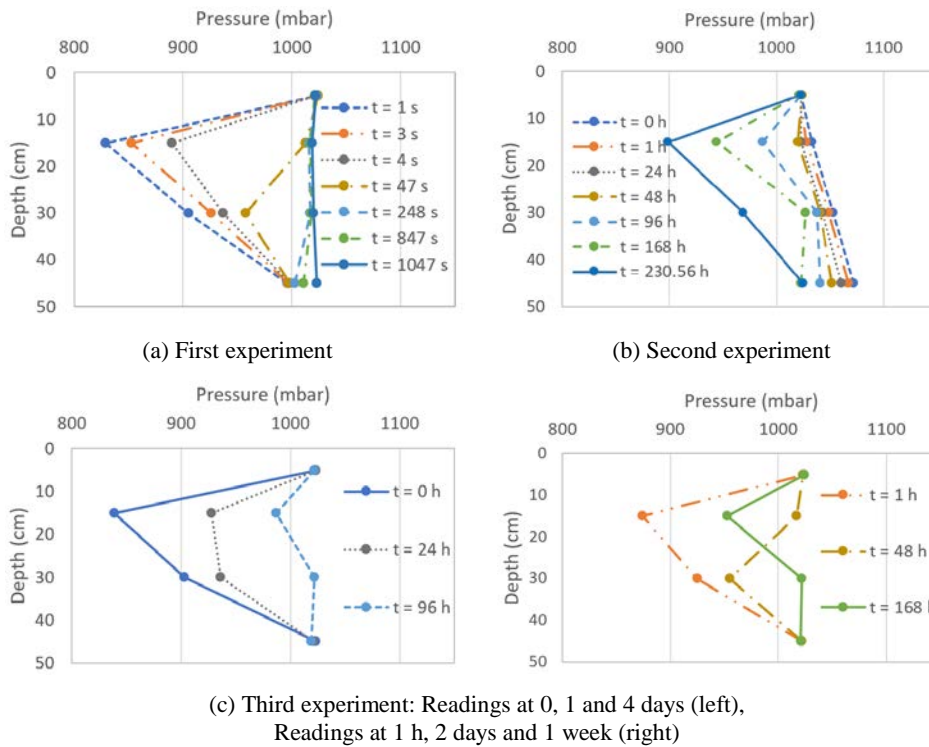 Pressure (mbar)
800 900 1000 1100
0
10
20
30
40
50
Depth (cm)
t = 1 s
t = 3 s
t = 4 s
t = 47 s
t = 248 s
t = 847 s
t = 1047 s
(a) First experiment
Pressure (mbar)
800 900 1000 1100
0
10
20
30
40
50
Depth (cm)
t = 0 h
t = 1 h
t = 24 h
t = 48 h
t = 96 h
t = 168 h
t = 230.56 h
(b) Second experiment
Pressure (mbar)
800 900 1000 1100
0
10
20
30
40
50
Depth (cm)
t = 0 h
t = 24 h
t = 96 h
Pressure (mbar)
800 900 1000 1100
0
10
20
30
40
50
Depth (cm)
t = 1 h
t = 48 h
t = 168 h
(c) Third experiment: Readings at 0, 1 and 4 days (left),
Readings at 1 h, 2 days and 1 week (right)